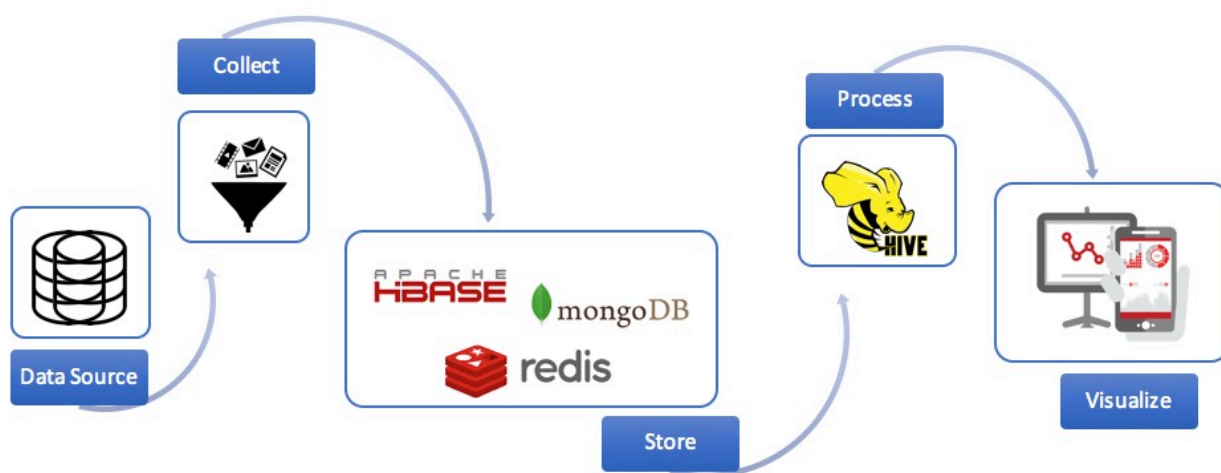 Collect
Process
Data Source
APACHE
HBASE
mongoDB
redis
HIVE
Store
Visualize